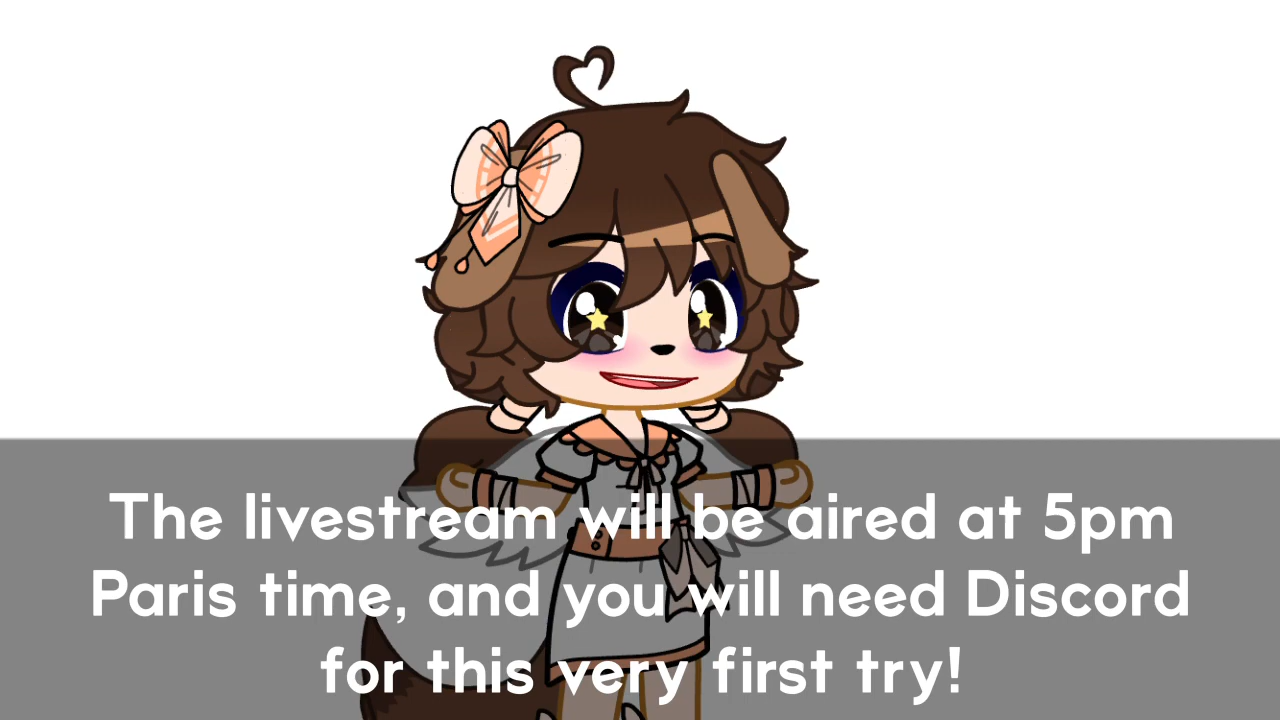 The livestream will be aired at 5pm
Paris time, and you will need Discord
for this very first try!